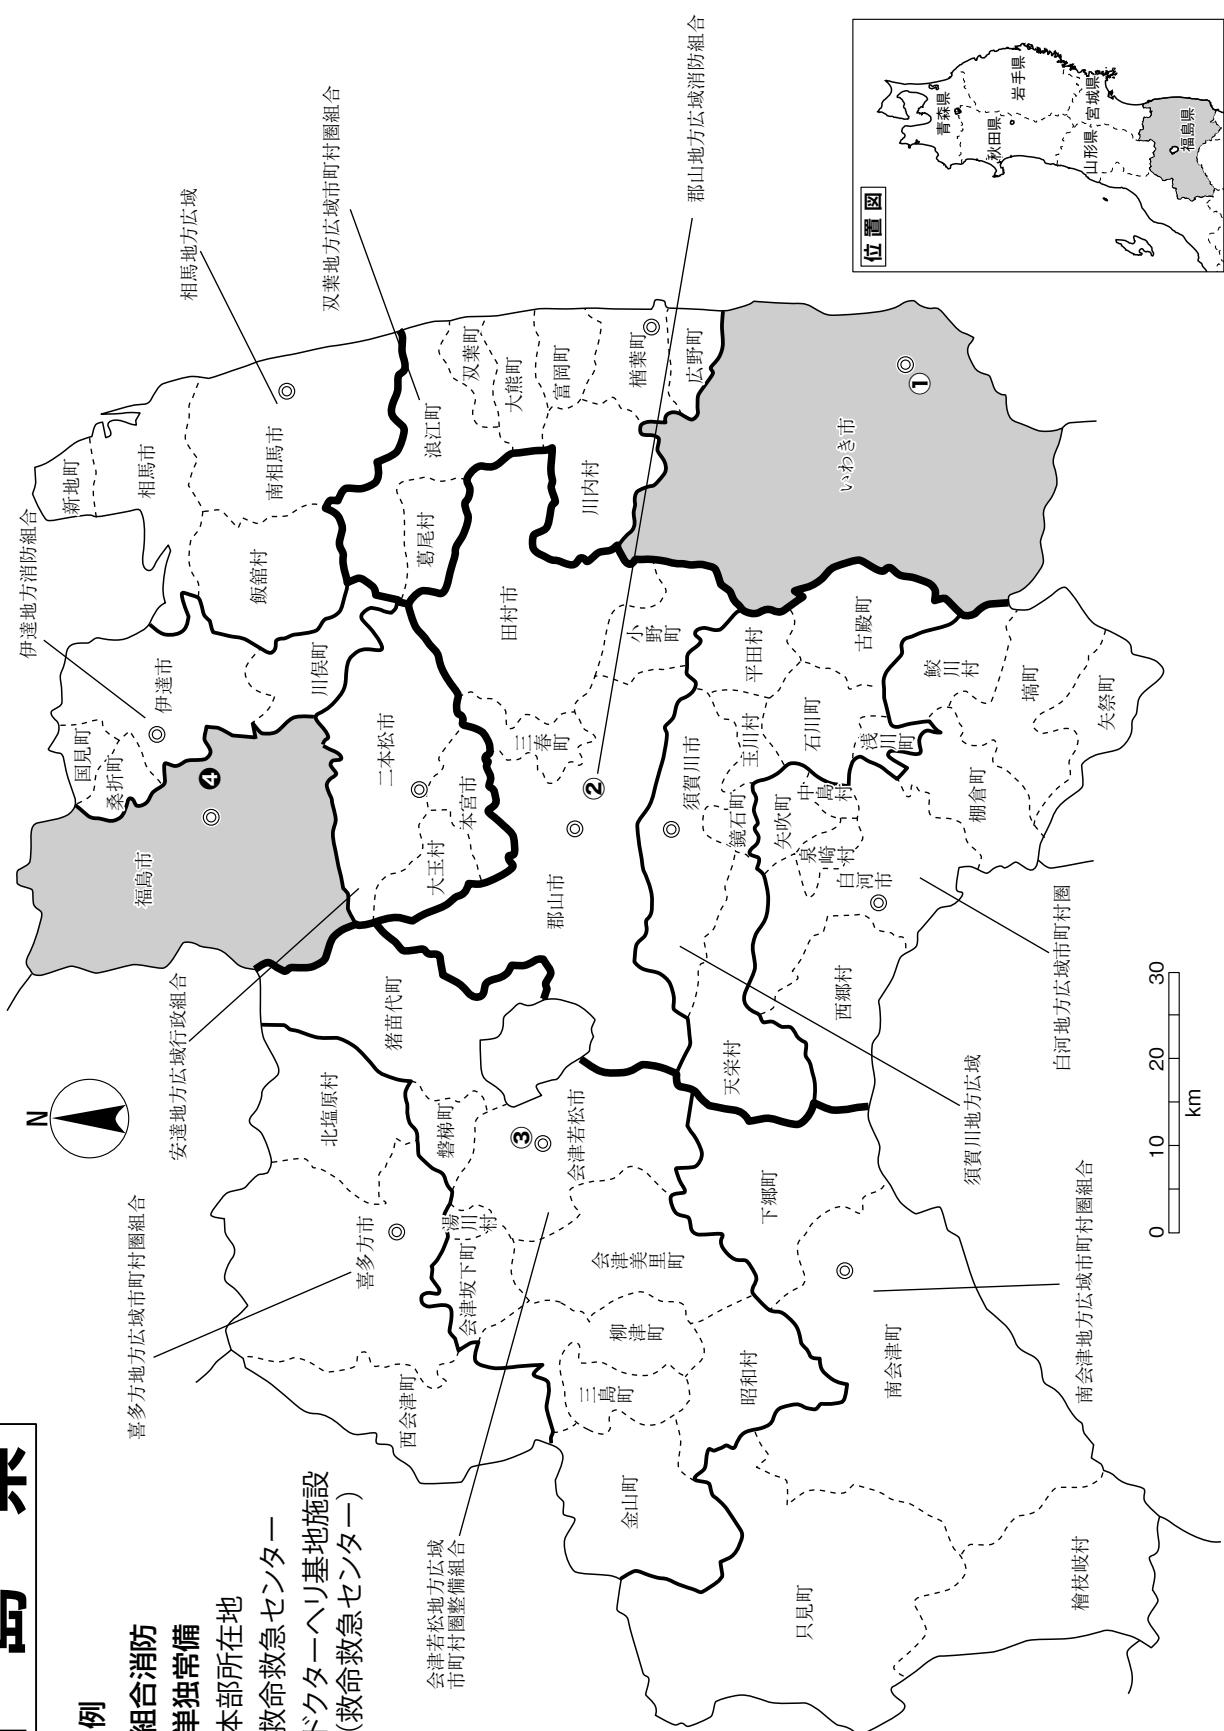 島 県
例
組合消防
単独常備
本部所在地
救命救急センター
ドクターヘリ基地施設
(救命救急センター)
N
位置図
青森県
岩手県
秋田県
宮城県
山形県
福島県
伊達地方消防組合
相馬地方広域
双葉地方広域市町村圏組合
郡山地方広域消防組合
安達地方広域行政組合
喜多方地方広域市町村圏組合
会津若松地方広域
市町村圏整備組合
白河地方広域市町村圏
須賀川地方広域
南会津地方広域市町村圏組合
新地町
相馬市
南相馬市
飯舘村
国見町
桑折町
伊達市
川俣町
福島市
④
二本松市
本宮市
大玉村
浪江町
葛尾村
双葉町
大熊町
富岡町
楢葉町
広野町
川内村
いわき市
①
田村市
小野町
三春町
②
郡山市
須賀川市
鏡石町
天栄村
玉川村
平田村
石川町
古殿町
浅川町
矢吹町
中島村
泉崎村
白河市
西郷村
棚倉町
鮫川村
塙町
矢祭町
猪苗代町
北塩原村
磐梯町
喜多方市
湯川村
西会津町
会津坂下町
③
会津若松市
会津美里町
柳津町
三島町
昭和村
金山町
下郷町
南会津町
只見町
檜枝岐村
0 10 20 30
km